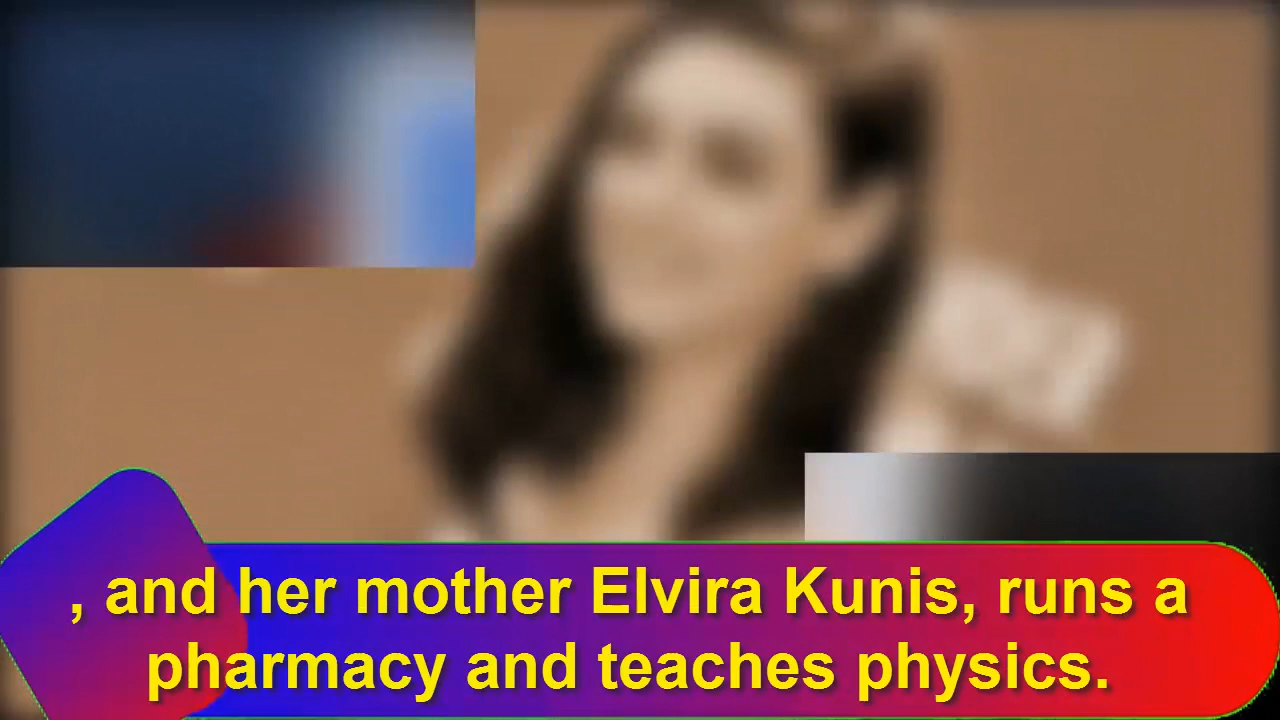 , and her mother Elvira Kunis, runs a
pharmacy and teaches physics.